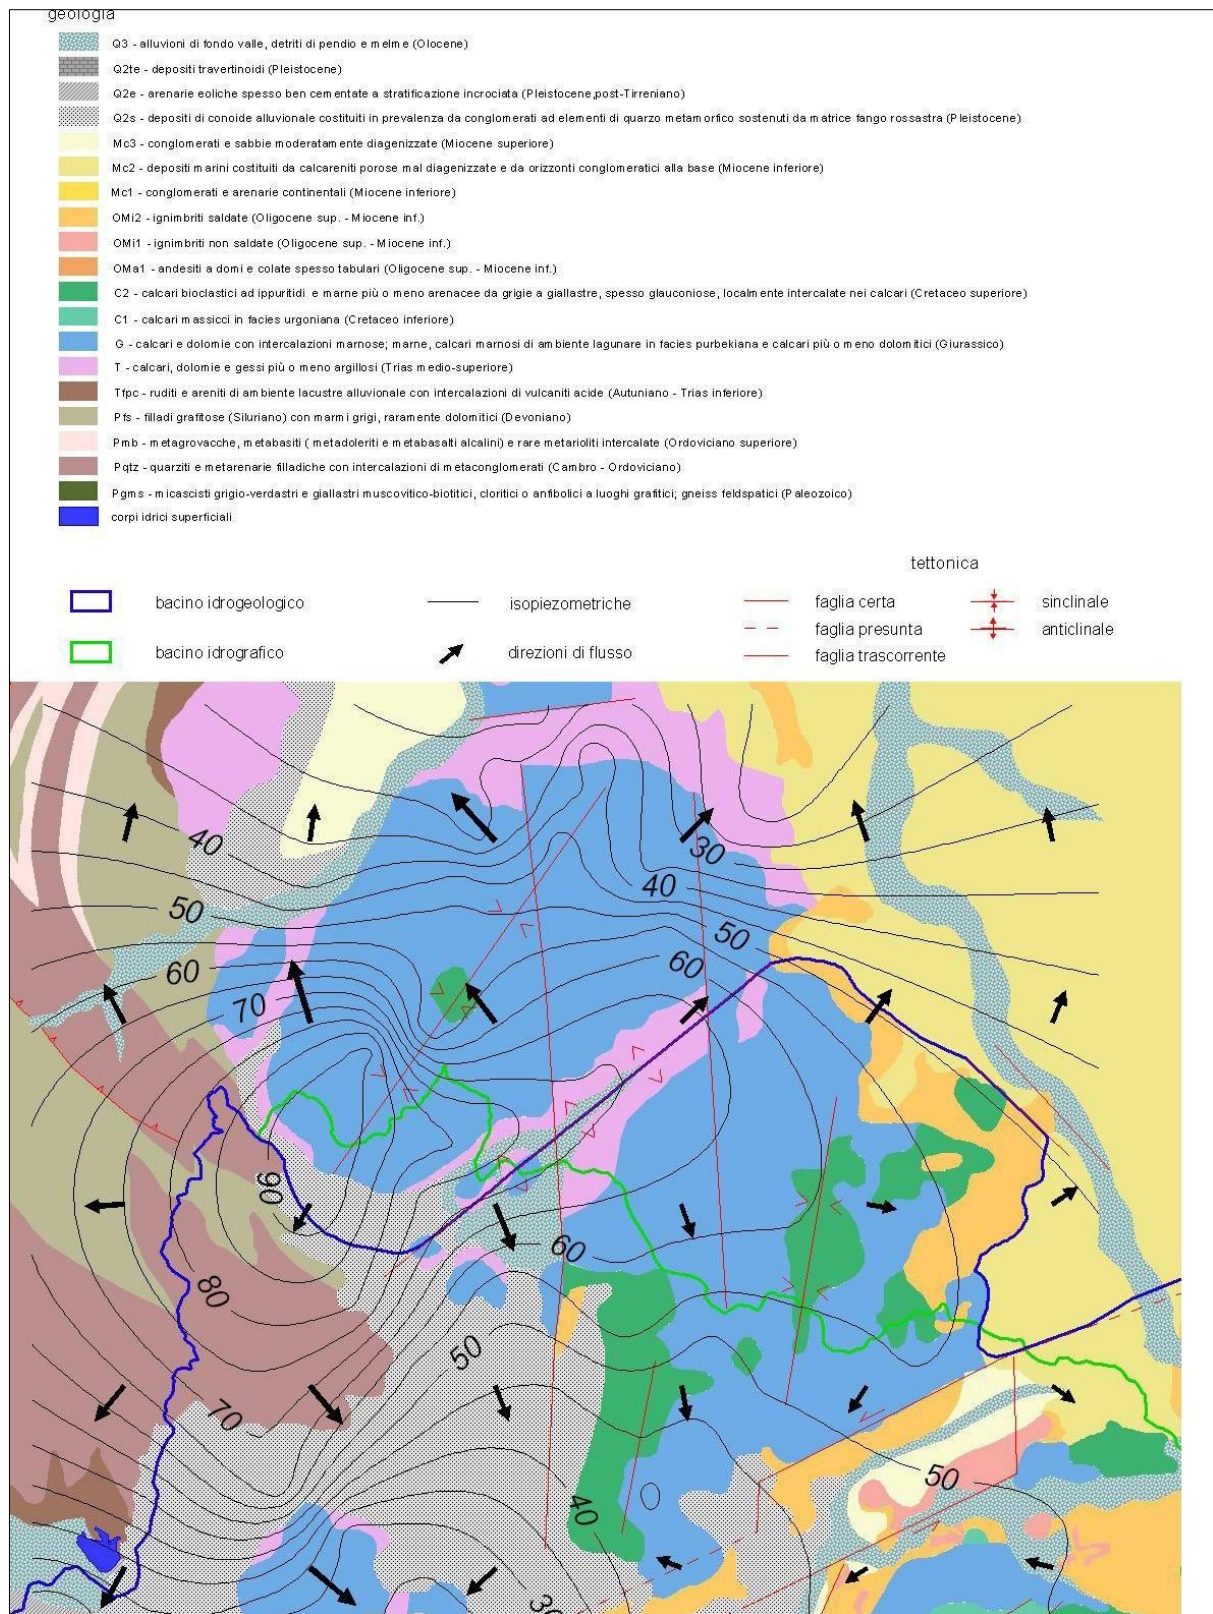 geologia
Q3 - alluvioni di fondo valle, detriti di pendio e melme (Olocene)
Q2te - depositi travertinoidi (Pleistocene)
Q2e - arenarie eoliche spesso ben cementate a stratificazione incrociata (Pleistocene,post-Tirreniano)
Q2s - depositi di conoide alluvionale costituiti in prevalenza da conglomerati ad elementi di quarzo metamorfico sostenuti da matrice fango rossastra (Pleistocene)
Mc3 - conglomerati e sabbie moderatamente diagenizzate (Miocene superiore)
Mc2 - depositi marini costituiti da calcareniti porose mal diagenizzate e da orizzonti conglomeratici alla base (Miocene inferiore)
Mc1 - conglomerati e arenarie continentali (Miocene inferiore)
OMi2 - ignimbriti saldate (Oligocene sup. - Miocene inf.)
OMi1 - ignimbriti non saldate (Oligocene sup. - Miocene inf.)
OMa1 - andesiti a domi e colate spesso tabulari (Oligocene sup. - Miocene inf.)
C2 - calcari bioclastici ad ippuritidi e marne più o meno arenacee da grigie a giallastre, spesso glauconiose, localmente intercalate nei calcari (Cretaceo superiore)
C1 - calcari massicci in facies urgoniana (Cretaceo inferiore)
G - calcari e dolomie con intercalazioni marnose; marne, calcari marnosi di ambiente lagunare in facies purbekiana e calcari più o meno dolomitici (Giurassico)
T - calcari, dolomie e gessi più o meno argillosi (Trias medio-superiore)
Tfpc - ruditi e areniti di ambiente lacustre alluvionale con intercalazioni di vulcaniti acide (Autuniano - Trias inferiore)
Pfs - filladi grafitose (Siluriano) con marmi grigi, raramente dolomitici (Devoniano)
Pmb - metagrovacche, metabasiti ( metadoleriti e metabasalti alcalini) e rare metarioliti intercalate (Ordoviciano superiore)
Pqtz - quarziti e metarenarie filladiche con intercalazioni di metaconglomerati (Cambro - Ordoviciano)
Pgms - micascisti grigio-verdastri e giallastri muscovitico-biotitici, cloritici o anfibolici a luoghi grafitici; gneiss feldspatici (Paleozoico)
corpi idrici superficiali
tettonica
bacino idrogeologico isopiezometriche faglia certa sinclinale
faglia presunta anticlinale
bacino idrografico direzioni di flusso faglia trascorrente
40
30
40
50
50
60
60
70
90
60
80
50
70
50
40
30